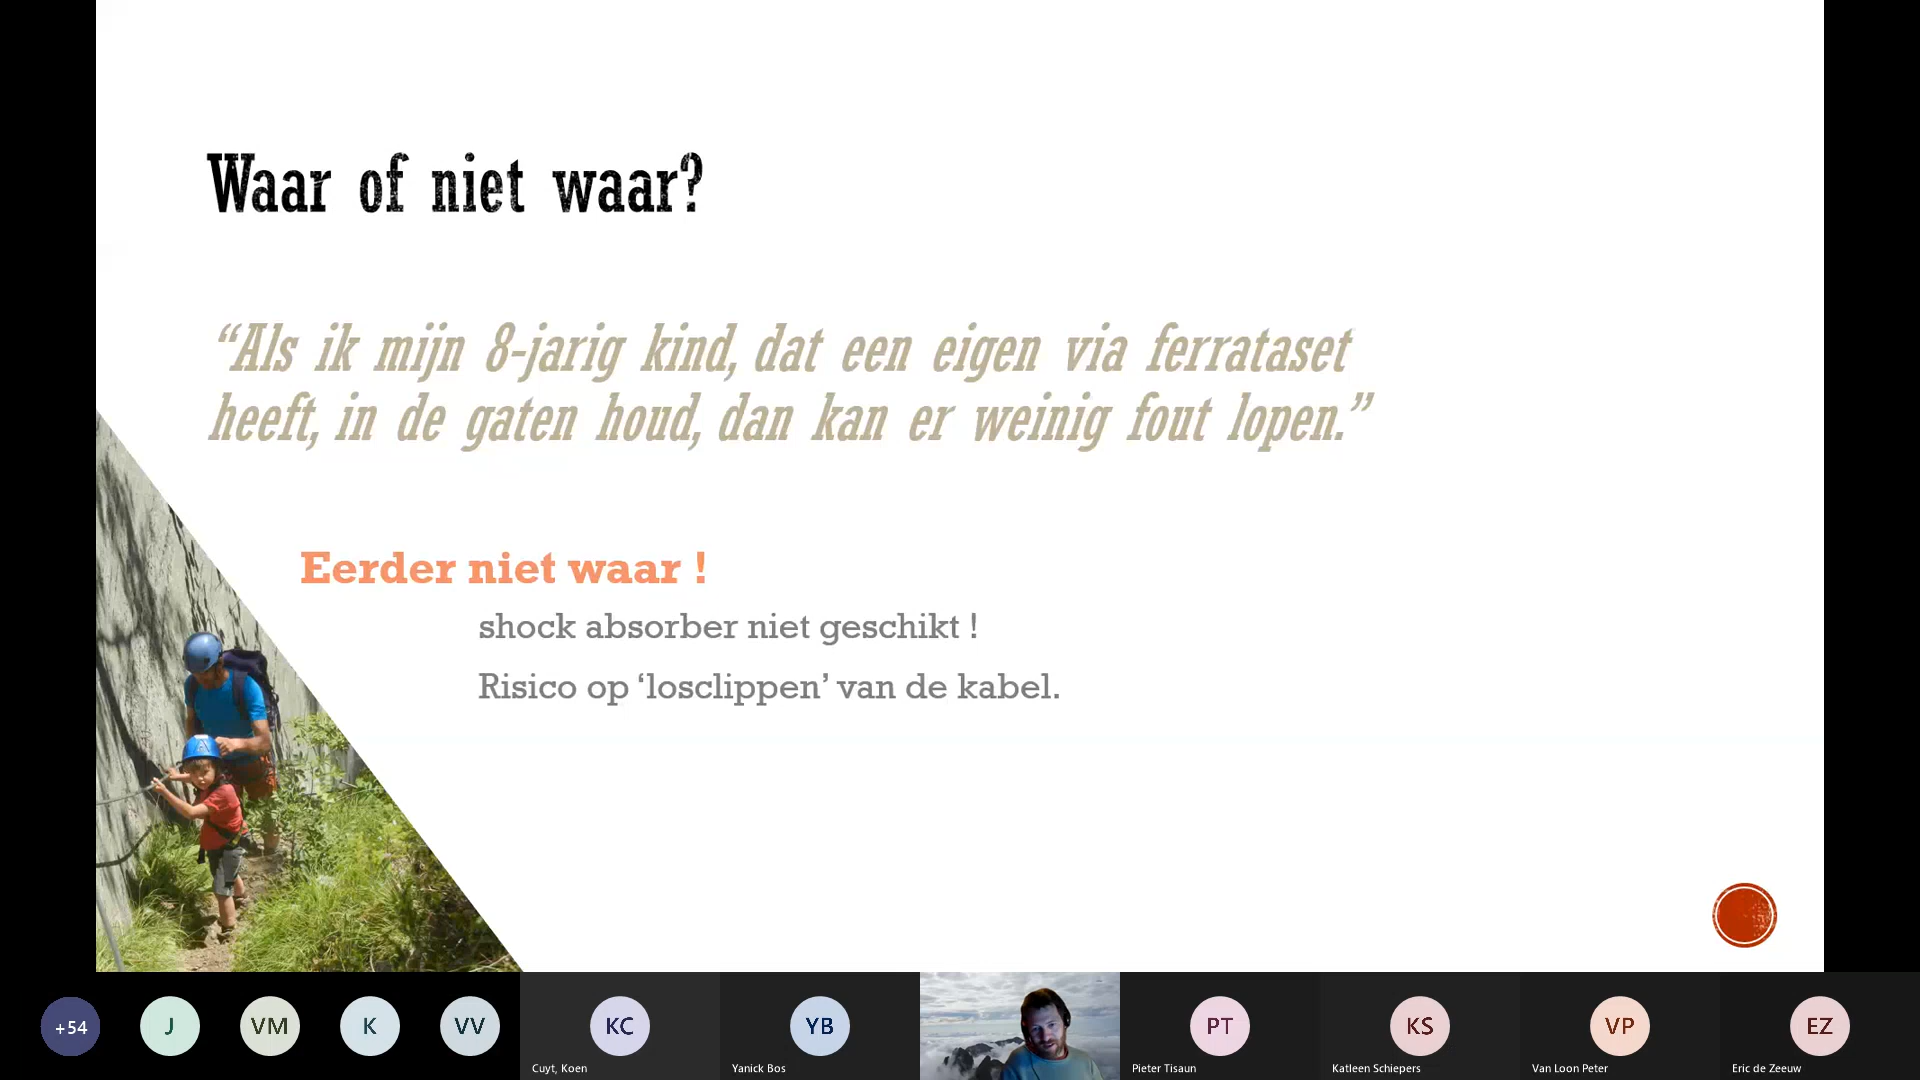 Waar of niet waar?
“Als ik mijn 8-jarig kind, dat een eigen via ferrataset
heeft, in de gaten houd, dan kan er weinig fout lopen.”
Eerder niet waar !
shock absorber niet geschikt !
Risico op ‘losclippen’ van de kabel.
+54
J
VM
K
VV
KC
YB
PT
KS
VP
EZ
Cuyt, Koen
Yanick Bos
Pieter Tisaun
Katleen Schiepers
Van Loon Peter
Eric de Zeeuw